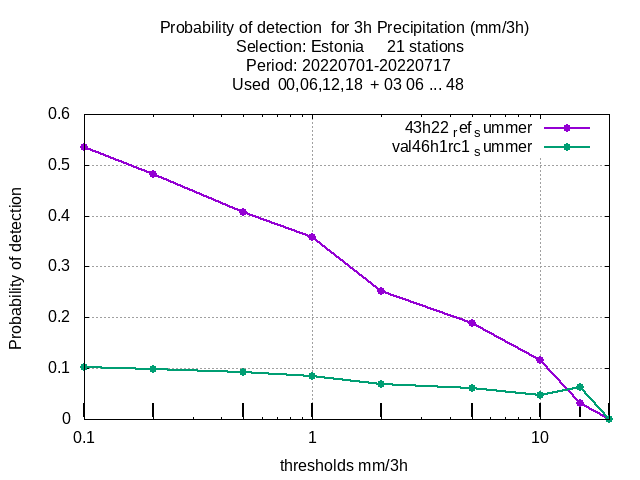 Probability of detection  for 3h Precipitation (mm/3h)
Selection: Estonia     21 stations
Period: 20220701-20220717
Used  00,06,12,18  + 03 06 ... 48
43h22 ref summer
val46h1rc1 summer
Probability of detection
0.6
0.5
0.4
0.3
0.2
0.1
0
0.1 1 10
thresholds mm/3h